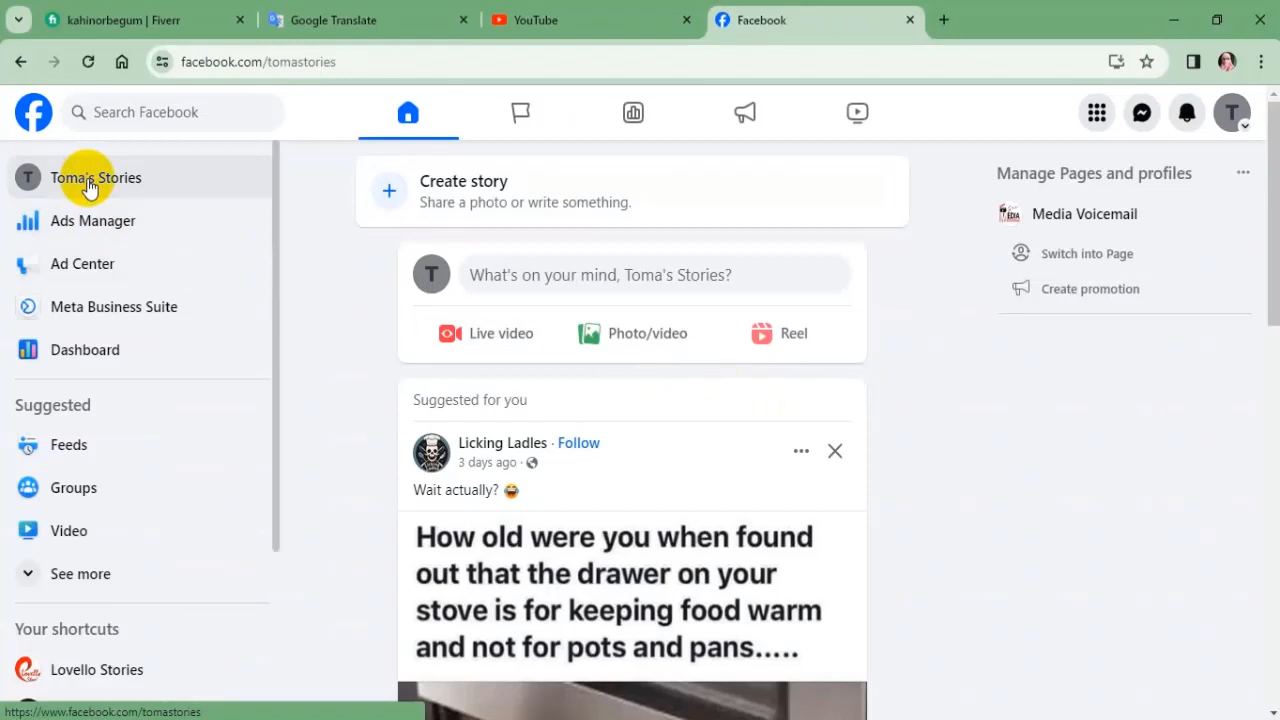 kahinorbegum | Fiverr
Google Translate
YouTube
Facebook
facebook.com/tomastories
Search Facebook
T
T Toma's Stories
Ads Manager
Ad Center
Meta Business Suite
Dashboard
Suggested
Feeds
Groups
Video
See more
Your shortcuts
Lovello Stories
https://www.facebook.com/tomastories
Create story
Share a photo or write something.
T What's on your mind, Toma's Stories?
Live video Photo/video Reel
Suggested for you
Licking Ladles · Follow
3 days ago ·
Wait actually? 😂
How old were you when found
out that the drawer on your
stove is for keeping food warm
and not for pots and pans.....
Manage Pages and profiles
Media Voicemail
Switch into Page
Create promotion